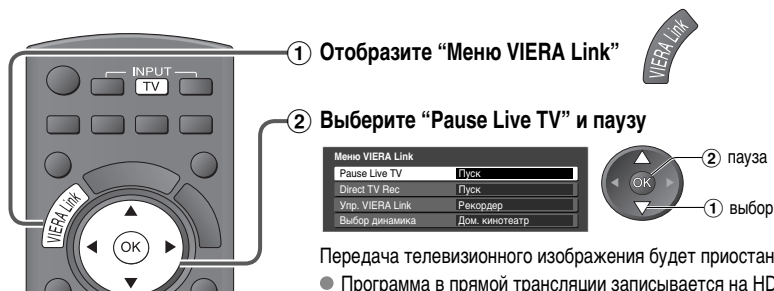 ① Отобразите “Меню VIERA Link”
VIERA Link
INPUT
TV
② Выберите “Pause Live TV” и паузу
Меню VIERA Link
Pause Live TV Пуск
Direct TV Rec Пуск
Упр. VIERA Link Рекордер
Выбор динамика Дом. кинотеатр
OK
② пауза
① выбор
VIERA Link
OK
Передача телевизионного изображения будет
● Программа в прямой трансляции записывается на